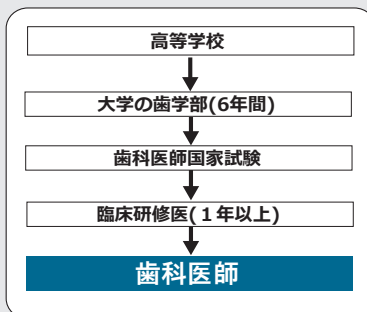 高等学校
大学の歯学部(6年間)
歯科医師国家試験
臨床研修医(１年以上)
歯科医師